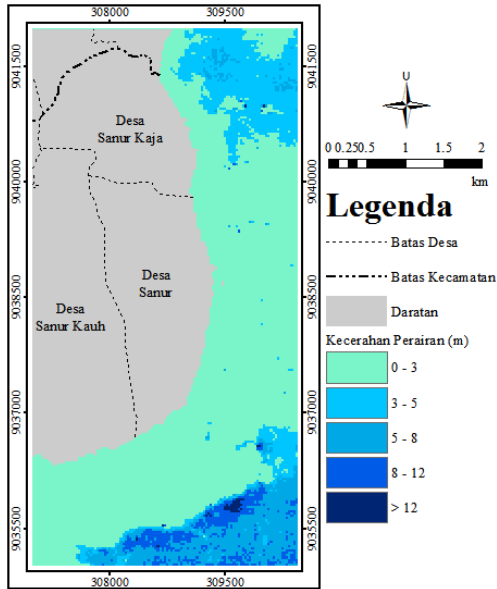 308000
309500
9041500
9041500
9040000
9040000
9038500
9038500
9037000
9037000
9035500
9035500
308000
309500
Desa
Sanur Kaja
Desa
Sanur
Desa
Sanur Kauh
U
0 0.250.5 1 1.5 2
km
Legenda
Batas Desa
Batas Kecamatan
Daratan
Kecerahan Perairan (m)
0 - 3
3 - 5
5 - 8
8 - 12
> 12